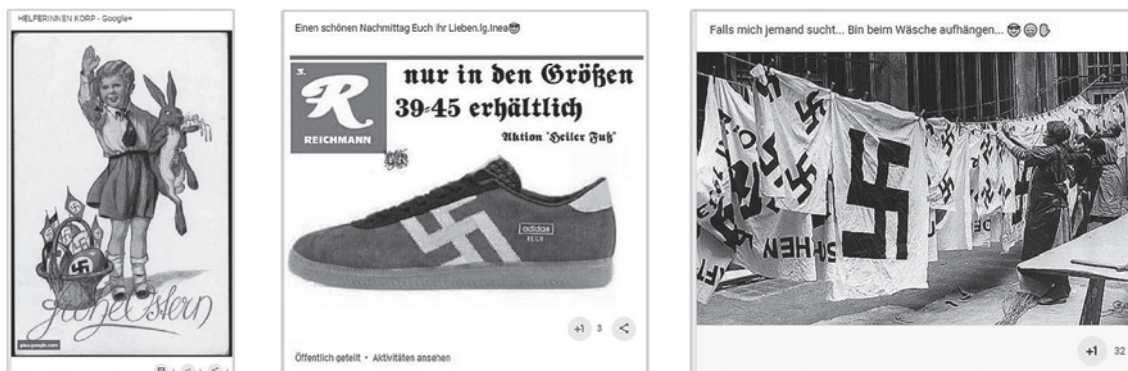 HELFERINNEN KORP - Google+
froheOstern
plus.google.com
Einen schönen Nachmittag Euch ihr Lieben.lg.Inea😎
3.
R
REICHMANN
nur in den Größen
39-45 erhältlich
Aktion "Heiler Fuß"
adidas
REICH
+1 3
Öffentlich geteilt • Aktivitäten ansehen
Falls mich jemand sucht... Bin beim Wäsche aufhängen...
+1 32